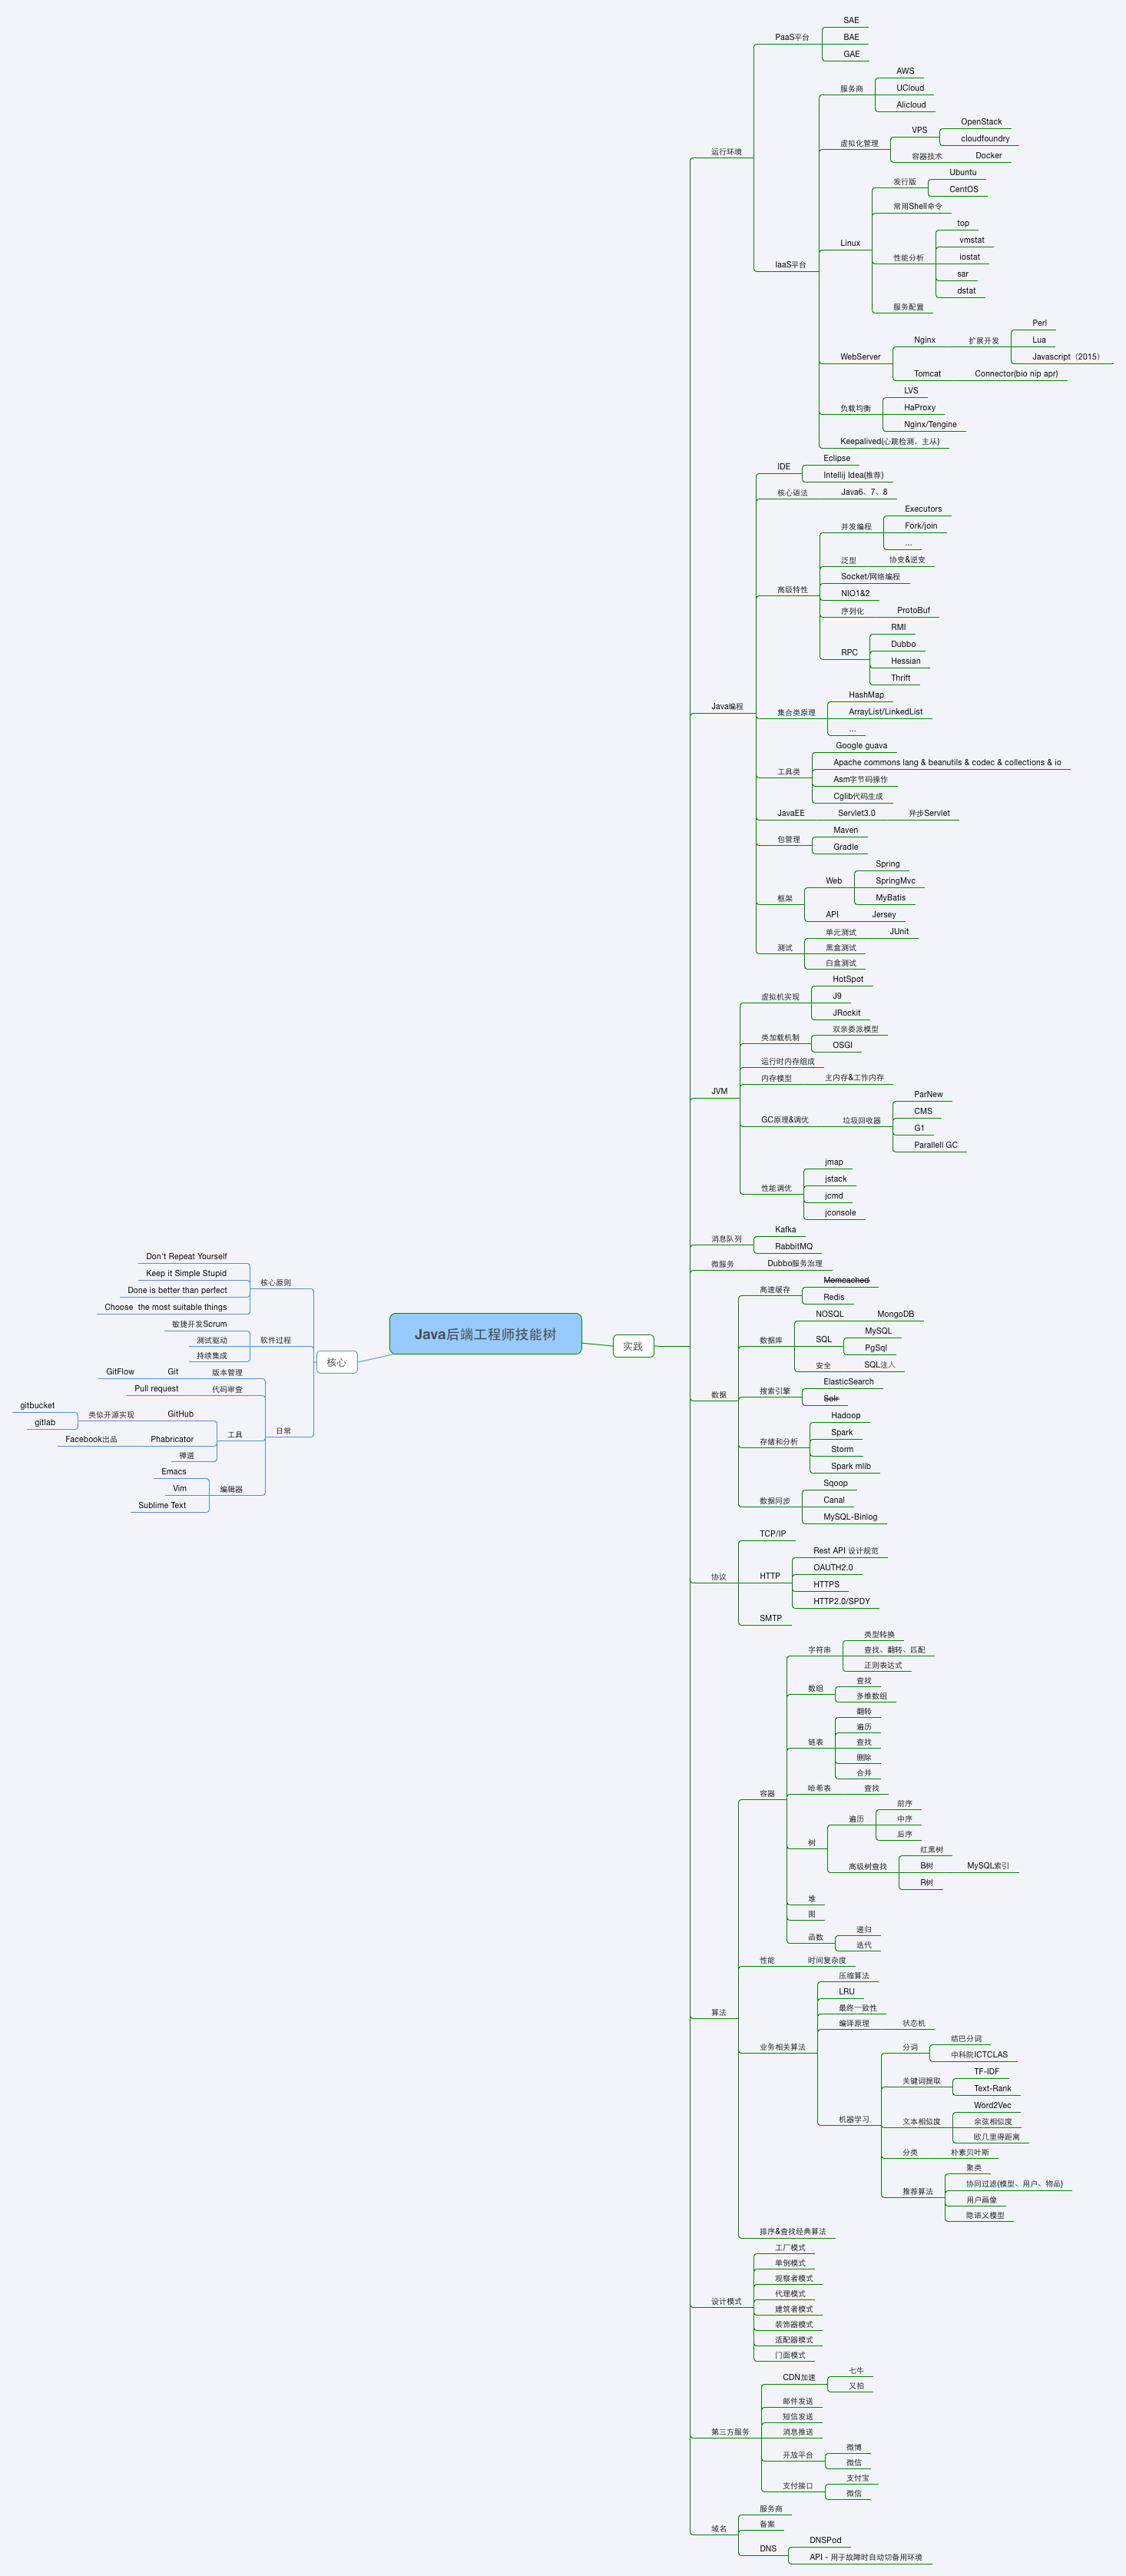 Java后端工程师技能树
核心
核心原则
Don't Repeat Yourself
Keep it Simple Stupid
Done is better than perfect
Choose the most suitable things
软件过程
敏捷开发Scrum
测试驱动
持续集成
日常
版本管理
Git
GitFlow
代码审查
Pull request
工具
GitHub
类似开源实现
gitbucket
gitlab
Phabricator
Facebook出品
禅道
编辑器
Emacs
Vim
Sublime Text
实践
运行环境
PaaS平台
SAE
BAE
GAE
IaaS平台
服务商
AWS
UCloud
Alicloud
虚拟化管理
VPS
OpenStack
cloudfoundry
容器技术
Docker
Linux
发行版
Ubuntu
CentOS
常用Shell命令
性能分析
top
vmstat
iostat
sar
dstat
服务配置
WebServer
Nginx
扩展开发
Perl
Lua
Javascript（2015）
Tomcat
Connector(bio nip apr)
负载均衡
LVS
HaProxy
Nginx/Tengine
Keepalived(心跳检测、主从)
Java编程
IDE
Eclipse
Intellij Idea(推荐)
核心语法
Java6、7、8
高级特性
并发编程
Executors
Fork/join
...
泛型
协变&逆变
Socket/网络编程
NIO1&2
序列化
ProtoBuf
RPC
RMI
Dubbo
Hessian
Thrift
集合类原理
HashMap
ArrayList/LinkedList
...
工具类
Google guava
Apache commons lang & beanutils & codec & collections & io
Asm字节码操作
Cglib代码生成
JavaEE
Servlet3.0
异步Servlet
包管理
Maven
Gradle
框架
Web
Spring
SpringMvc
MyBatis
API
Jersey
测试
单元测试
JUnit
黑盒测试
白盒测试
JVM
虚拟机实现
HotSpot
J9
JRockit
类加载机制
双亲委派模型
OSGI
运行时内存组成
内存模型
主内存&工作内存
GC原理&调优
垃圾回收器
ParNew
CMS
G1
Parallell GC
性能调优
jmap
jstack
jcmd
jconsole
消息队列
Kafka
RabbitMQ
微服务
Dubbo服务治理
数据
高速缓存
Memcached
Redis
数据库
NOSQL
MongoDB
SQL
MySQL
PgSql
安全
SQL注入
搜索引擎
ElasticSearch
Solr
存储和分析
Hadoop
Spark
Storm
Spark mlib
数据同步
Sqoop
Canal
MySQL-Binlog
协议
TCP/IP
HTTP
Rest API 设计规范
OAUTH2.0
HTTPS
HTTP2.0/SPDY
SMTP
算法
容器
字符串
类型转换
查找、翻转、匹配
正则表达式
数组
查找
多维数组
链表
翻转
遍历
查找
删除
合并
哈希表
查找
树
遍历
前序
中序
后序
高级树查找
红黑树
B树
MySQL索引
R树
堆
图
函数
递归
迭代
性能
时间复杂度
业务相关算法
压缩算法
LRU
最终一致性
编译原理
状态机
机器学习
分词
结巴分词
中科院ICTCLAS
关键词提取
TF-IDF
Text-Rank
文本相似度
Word2Vec
余弦相似度
欧几里得距离
分类
朴素贝叶斯
推荐算法
聚类
协同过滤(模型、用户、物品)
用户画像
隐语义模型
排序&查找经典算法
设计模式
工厂模式
单例模式
观察者模式
代理模式
建筑者模式
装饰器模式
适配器模式
门面模式
第三方服务
CDN加速
七牛
又拍
邮件发送
短信发送
消息推送
开放平台
微博
微信
支付接口
支付宝
微信
域名
服务商
备案
DNS
DNSPod
API - 用于故障时自动切备用环境